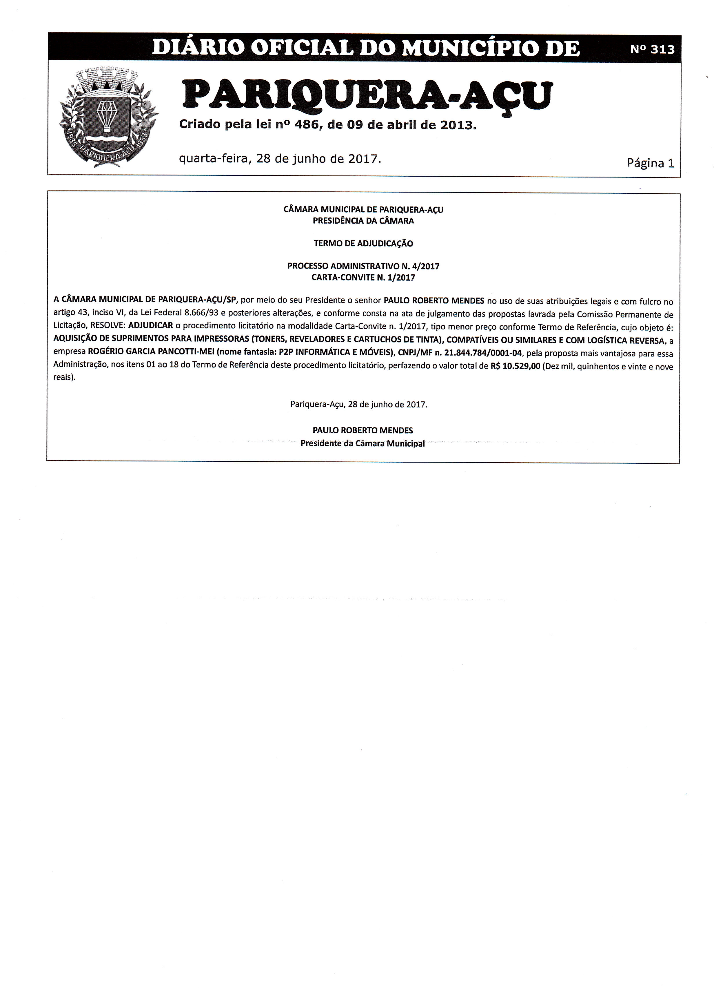 DIÁRIO OFICIAL DO MUNICÍPIO DE Nº 313
PARIQUERA-AÇU
Criado pela lei nº 486, de 09 de abril de 2013.
1935 PARIQUERA-AÇU 1953
quarta-feira, 28 de junho de 2017.
Página 1
CÂMARA MUNICIPAL DE PARIQUERA-AÇU
PRESIDÊNCIA DA CÂMARA
TERMO DE ADJUDICAÇÃO
PROCESSO ADMINISTRATIVO N. 4/2017
CARTA-CONVITE N. 1/2017
A CÂMARA MUNICIPAL DE PARIQUERA-AÇU/SP, por meio do seu Presidente o senhor PAULO ROBERTO MENDES no uso de suas atribuições legais e com fulcro no
artigo 43, inciso VI, da Lei Federal 8.666/93 e posteriores alterações, e conforme consta na ata de julgamento das propostas lavrada pela Comissão Permanente de
Licitação, RESOLVE: ADJUDICAR o procedimento licitatório na modalidade Carta-Convite n. 1/2017, tipo menor preço conforme Termo de Referência, cujo objeto é:
AQUISIÇÃO DE SUPRIMENTOS PARA IMPRESSORAS (TONERS, REVELADORES E CARTUCHOS DE TINTA), COMPATÍVEIS OU SIMILARES E COM LOGÍSTICA REVERSA, a
empresa ROGÉRIO GARCIA PANCOTTI-MEI (nome fantasia: P2P INFORMÁTICA E MÓVEIS), CNPJ/MF n. 21.844.784/0001-04, pela proposta mais vantajosa para essa
Administração, nos itens 01 ao 18 do Termo de Referência deste procedimento licitatório, perfazendo o valor total de R$ 10.529,00 (Dez mil, quinhentos e vinte e nove
reais).
Pariquera-Açu, 28 de junho de 2017.
PAULO ROBERTO MENDES
Presidente da Câmara Municipal